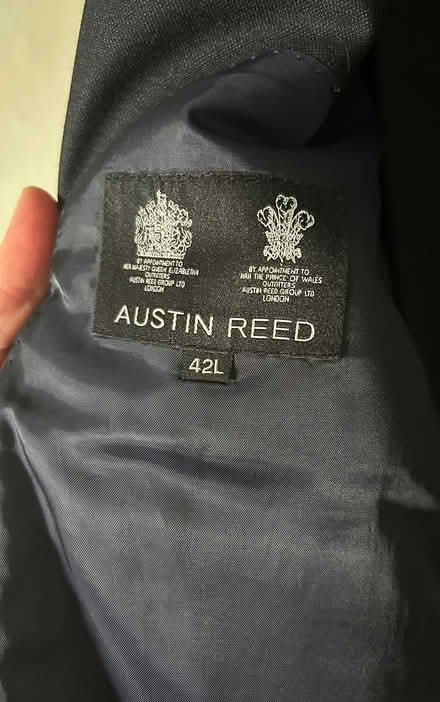 BY APPOINTMENT TO
HER MAJESTY QUEEN ELIZABETH II
OUTFITTERS
AUSTIN REED GROUP LTD
LONDON
BY APPOINTMENT TO
HRH THE PRINCE OF WALES
OUTFITTERS
AUSTIN REED GROUP LTD
LONDON
AUSTIN REED
42L